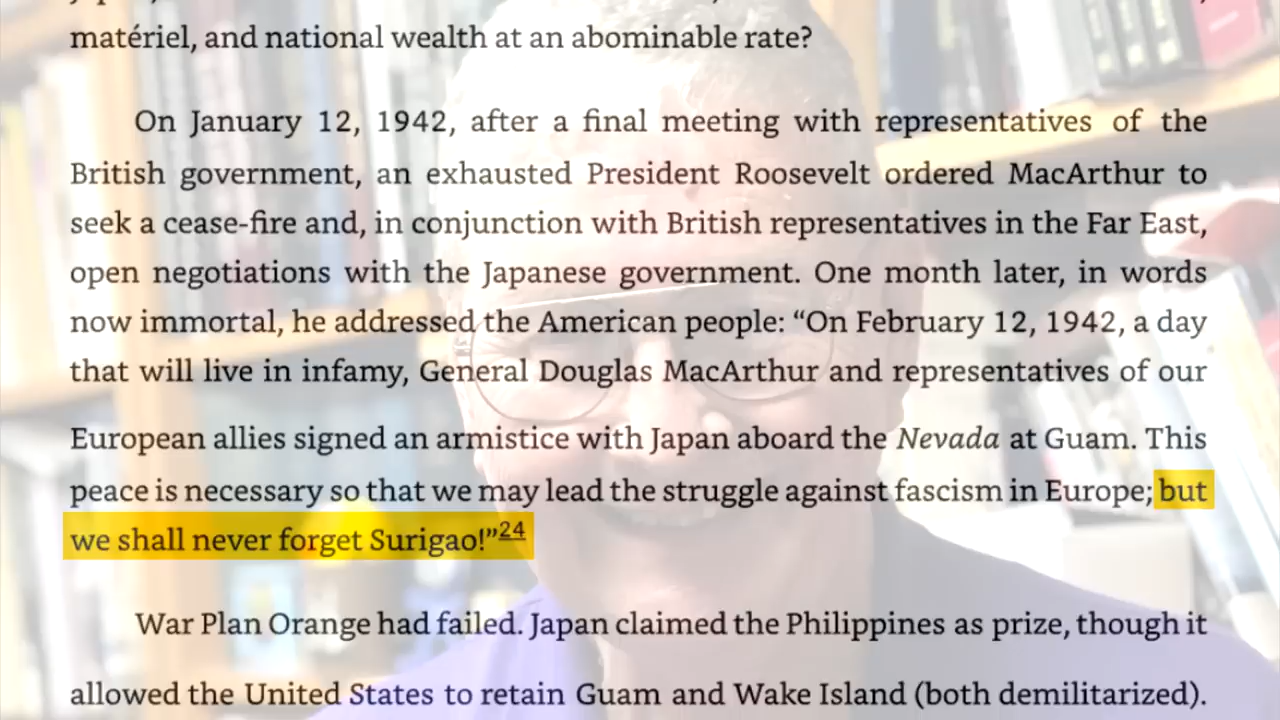 matériel, and national wealth at an abominable rate?
On January 12, 1942, after a final meeting with representatives of the
British government, an exhausted President Roosevelt ordered MacArthur to
seek a cease-fire and, in conjunction with British representatives in the Far East,
open negotiations with the Japanese government. One month later, in words
now immortal, he addressed the American people: “On February 12, 1942, a day
that will live in infamy, General Douglas MacArthur and representatives of our
European allies signed an armistice with Japan aboard the Nevada at Guam. This
peace is necessary so that we may lead the struggle against fascism in Europe; but
we shall never forget Surigao!”24
War Plan Orange had failed. Japan claimed the Philippines as prize, though it
allowed the United States to retain Guam and Wake Island (both demilitarized).